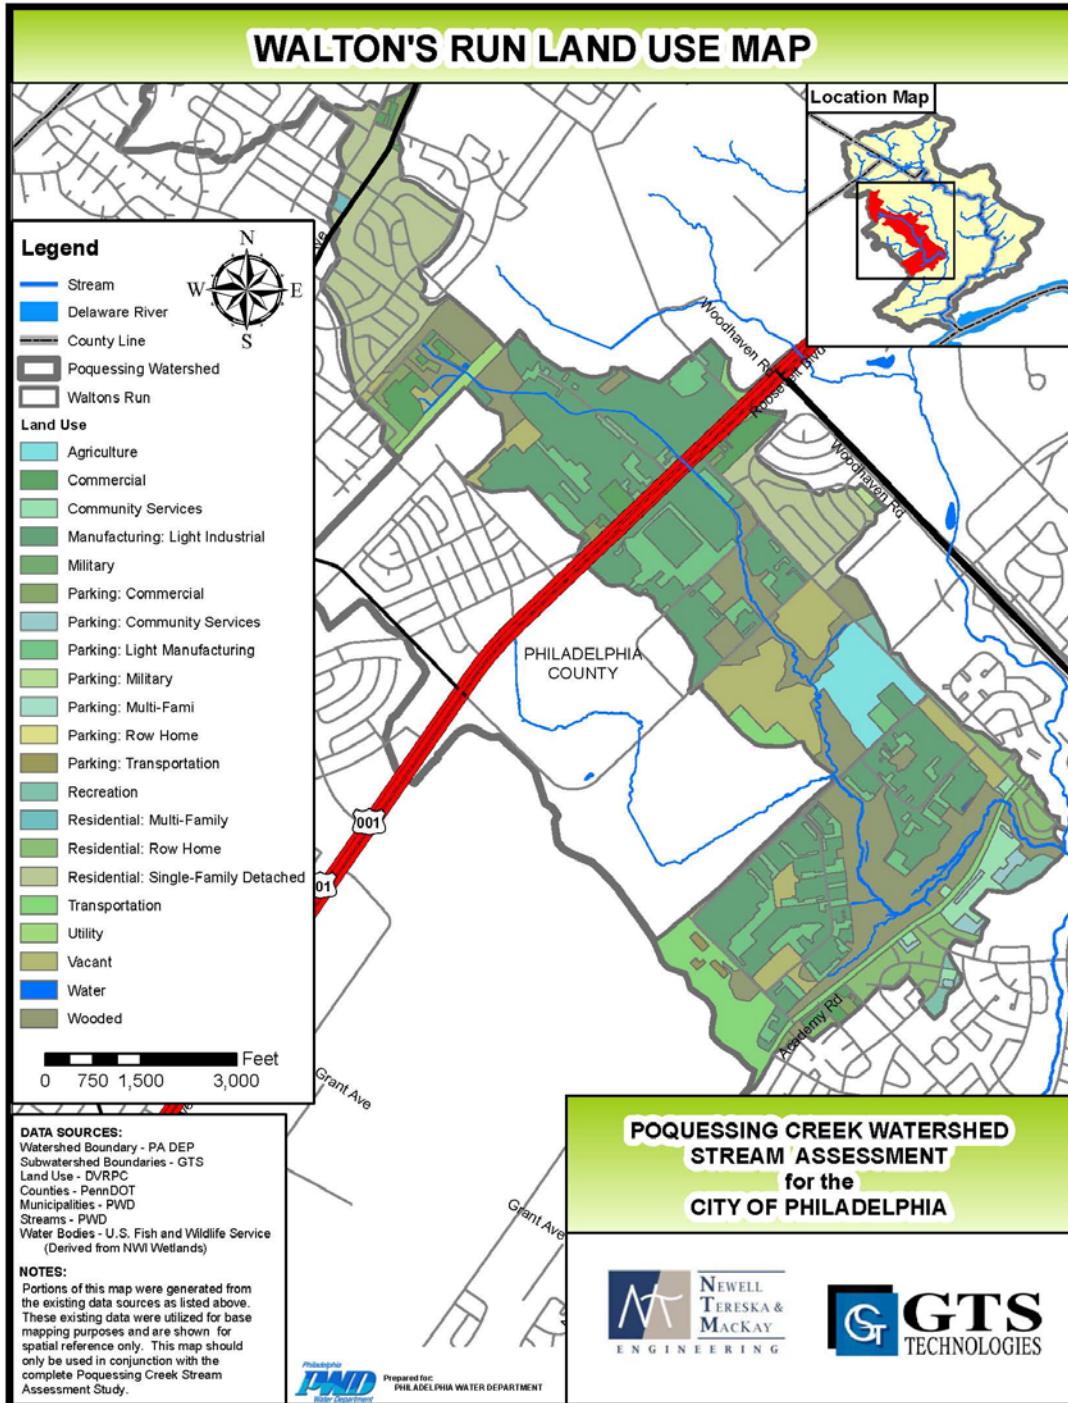 WALTON'S RUN LAND USE MAP
Location Map
Legend
N
W
E
S
Stream
Delaware River
County Line
Poquessing Watershed
Waltons Run
Land Use
Agriculture
Commercial
Community Services
Manufacturing: Light Industrial
Military
Parking: Commercial
Parking: Community Services
Parking: Light Manufacturing
Parking: Military
Parking: Multi-Fami
Parking: Row Home
Parking: Transportation
Recreation
Residential: Multi-Family
Residential: Row Home
Residential: Single-Family Detached
Transportation
Utility
Vacant
Water
Wooded
Feet
0 750 1,500 3,000
Woodhaven Rd
Roosevelt Blvd
Woodhaven Rd
PHILADELPHIA
COUNTY
001
01
Academy Rd
Grant Ave
Grant Ave
DATA SOURCES:
Watershed Boundary - PA DEP
Subwatershed Boundaries - GTS
Land Use - DVRPC
Counties - PennDOT
Municipalities - PWD
Streams - PWD
Water Bodies - U.S. Fish and Wildlife Service
(Derived from NWI Wetlands)
NOTES:
Portions of this map were generated from
the existing data sources as listed above.
These existing data were utilized for base
mapping purposes and are shown for
spatial reference only. This map should
only be used in conjunction with the
complete Poquessing Creek Stream
Assessment Study.
Philadelphia
PWD
Water Department
Prepared for:
PHILADELPHIA WATER DEPARTMENT
POQUESSING CREEK WATERSHED
STREAM ASSESSMENT
for the
CITY OF PHILADELPHIA
NEWELL
TERESKA &
MACKAY
ENGINEERING
GTS
TECHNOLOGIES